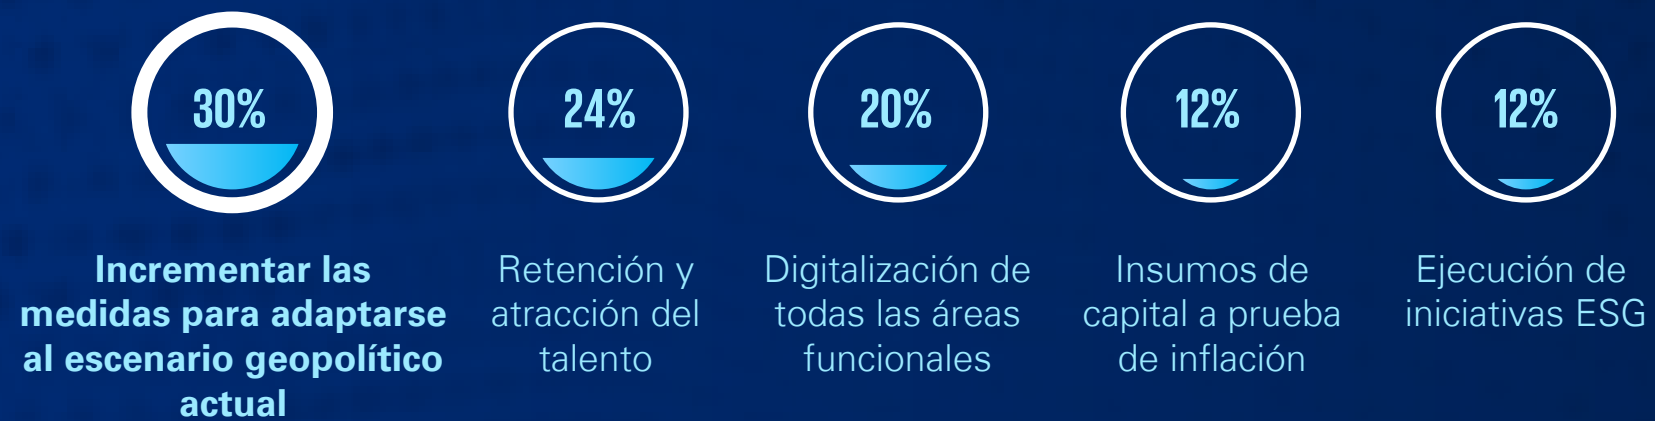 30%
Incrementar las
medidas para adaptarse
al escenario geopolítico
actual
24%
Retención y
atracción del
talento
20%
Digitalización de
todas las áreas
funcionales
12%
Insumos de
capital a prueba
de inflación
12%
Ejecución de
iniciativas ESG